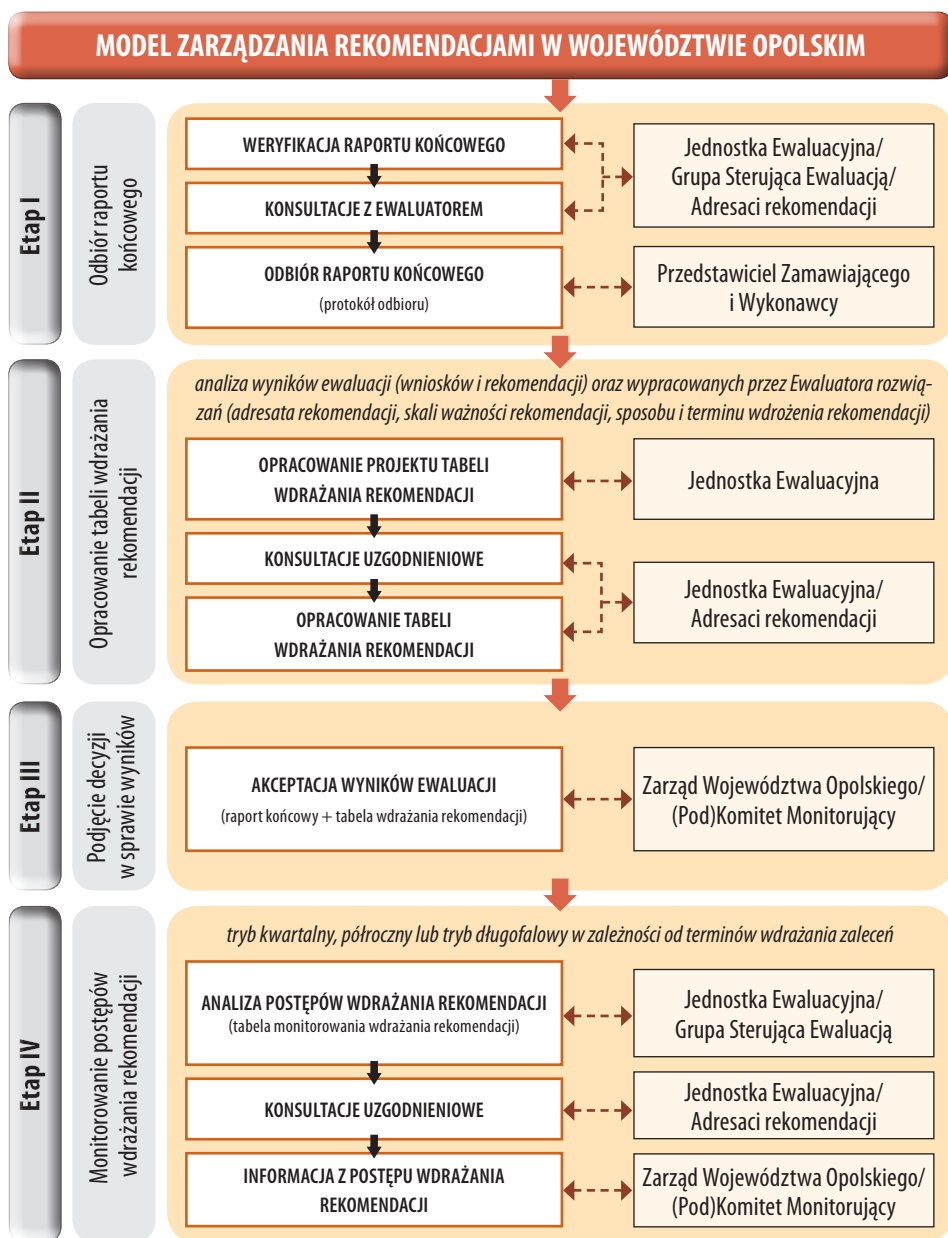 MODEL ZARZĄDZANIA REKOMENDACJAMI W WOJEWÓDZTWIE OPOLSKIM
Etap I
Odbiór raportu
końcowego
WERYFIKACJA RAPORTU KOŃCOWEGO
KONSULTACJE Z EWALUATOREM
Jednostka Ewaluacyjna/
Grupa Sterująca Ewaluacją/
Adresaci rekomendacji
ODBIÓR RAPORTU KOŃCOWEGO
(protokół odbioru)
Przedstawiciel Zamawiającego
i Wykonawcy
Etap II
Opracowanie tabeli wdrażania
rekomendacji
analiza wyników ewaluacji (wniosków i rekomendacji) oraz wypracowanych przez Ewaluatora rozwią-
zań (adresata rekomendacji, skali ważności rekomendacji, sposobu i terminu wdrożenia rekomendacji)
OPRACOWANIE PROJEKTU TABELI
WDRAŻANIA REKOMENDACJI
Jednostka Ewaluacyjna
KONSULTACJE UZGODNIENIOWE
OPRACOWANIE TABELI
WDRAŻANIA REKOMENDACJI
Jednostka Ewaluacyjna/
Adresaci rekomendacji
Etap III
Podjęcie decyzji
w sprawie wyników
AKCEPTACJA WYNIKÓW EWALUACJI
(raport końcowy + tabela wdrażania rekomendacji)
Zarząd Województwa Opolskiego/
(Pod)Komitet Monitorujący
Etap IV
Monitorowanie postępów
wdrażania rekomendacji
tryb kwartalny, półroczny lub tryb długofalowy w zależności od terminów wdrażania zaleceń
ANALIZA POSTĘPÓW WDRAŻANIA REKOMENDACJI
(tabela monitorowania wdrażania rekomendacji)
Jednostka Ewaluacyjna/
Grupa Sterująca Ewaluacją
KONSULTACJE UZGODNIENIOWE
Jednostka Ewaluacyjna/
Adresaci rekomendacji
INFORMACJA Z POSTĘPU WDRAŻANIA
REKOMENDACJI
Zarząd Województwa Opolskiego/
(Pod)Komitet Monitorujący